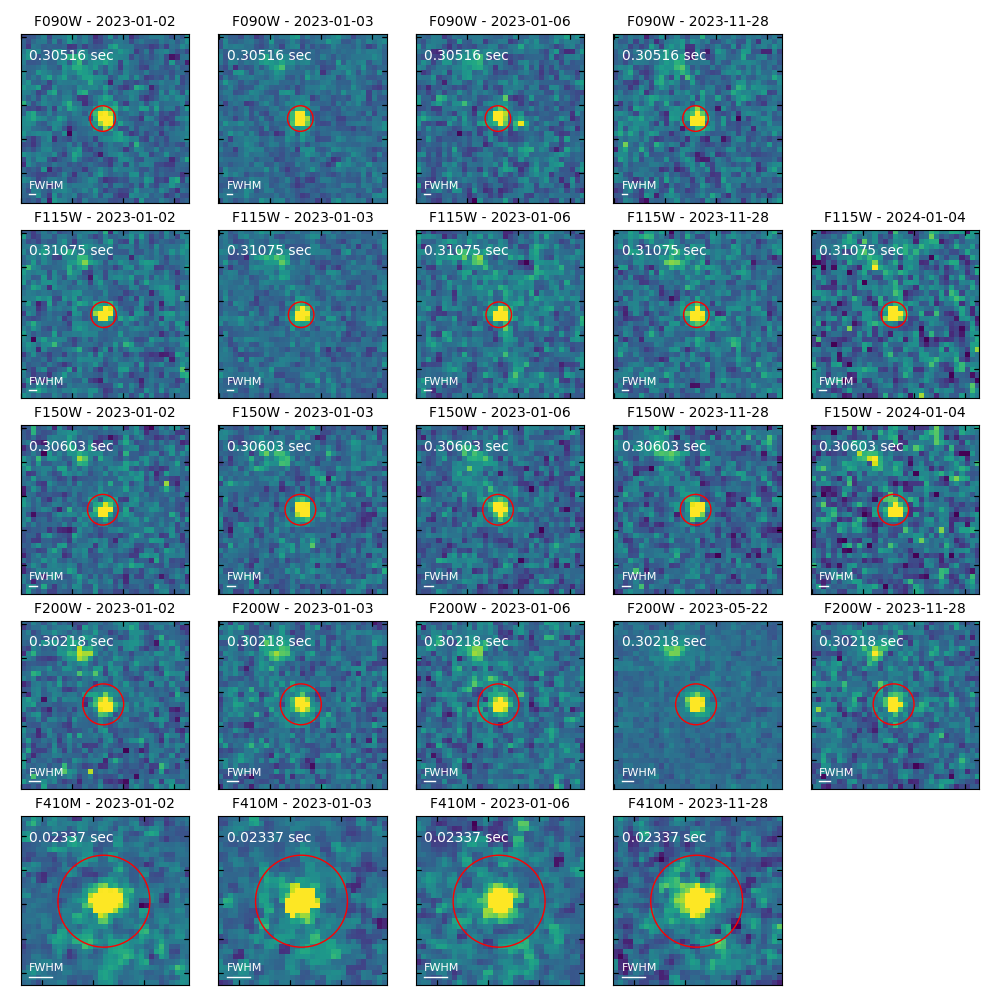 F090W - 2023-01-02
F090W - 2023-01-03
F090W - 2023-01-06
F090W - 2023-11-28
0.30516 sec
0.30516 sec
0.30516 sec
0.30516 sec
FWHM
FWHM
FWHM
FWHM
F115W - 2023-01-02
F115W - 2023-01-03
F115W - 2023-01-06
F115W - 2023-11-28
F115W - 2024-01-04
0.31075 sec
0.31075 sec
0.31075 sec
0.31075 sec
0.31075 sec
FWHM
FWHM
FWHM
FWHM
FWHM
F150W - 2023-01-02
F150W - 2023-01-03
F150W - 2023-01-06
F150W - 2023-11-28
F150W - 2024-01-04
0.30603 sec
0.30603 sec
0.30603 sec
0.30603 sec
0.30603 sec
FWHM
FWHM
FWHM
FWHM
FWHM
F200W - 2023-01-02
F200W - 2023-01-03
F200W - 2023-01-06
F200W - 2023-05-22
F200W - 2023-11-28
0.30218 sec
0.30218 sec
0.30218 sec
0.30218 sec
0.30218 sec
FWHM
FWHM
FWHM
FWHM
FWHM
F410M - 2023-01-02
F410M - 2023-01-03
F410M - 2023-01-06
F410M - 2023-11-28
0.02337 sec
0.02337 sec
0.02337 sec
0.02337 sec
FWHM
FWHM
FWHM
FWHM